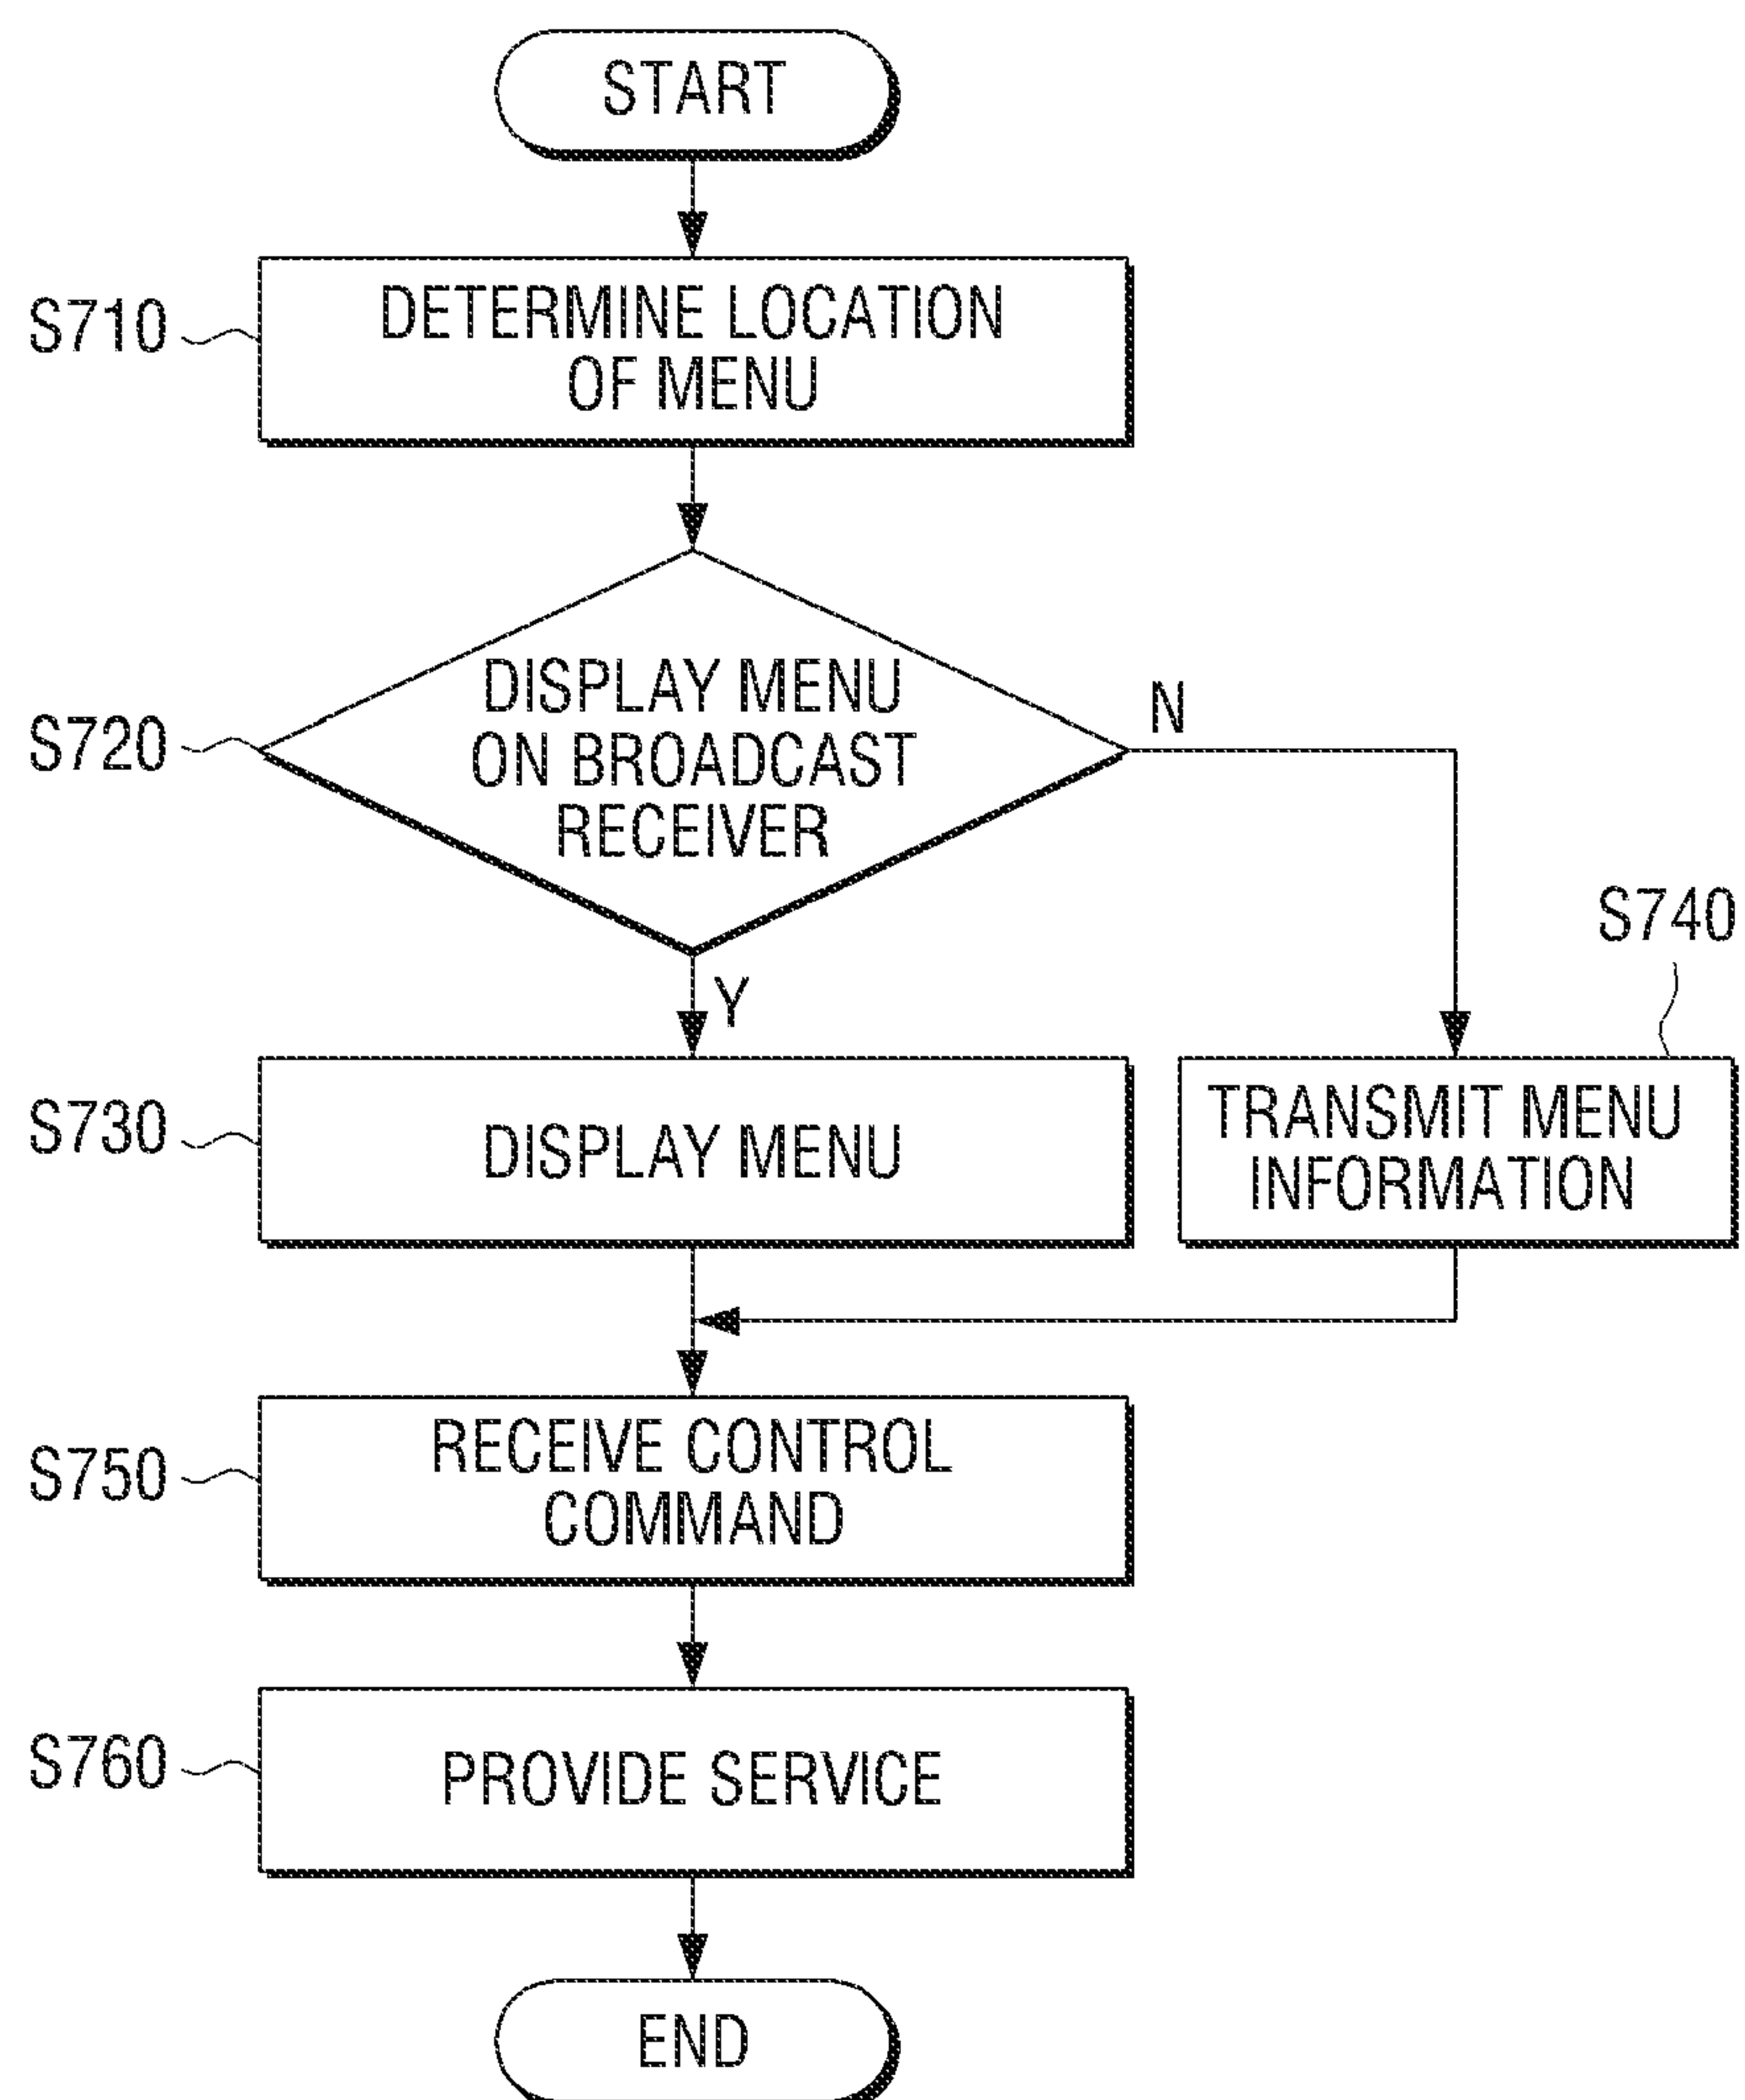 START
S710
DETERMINE LOCATION
OF MENU
S720
DISPLAY MENU
ON BROADCAST
RECEIVER
N
Y
S740
S730
DISPLAY MENU
TRANSMIT MENU
INFORMATION
S750
RECEIVE CONTROL
COMMAND
S760
PROVIDE SERVICE
END